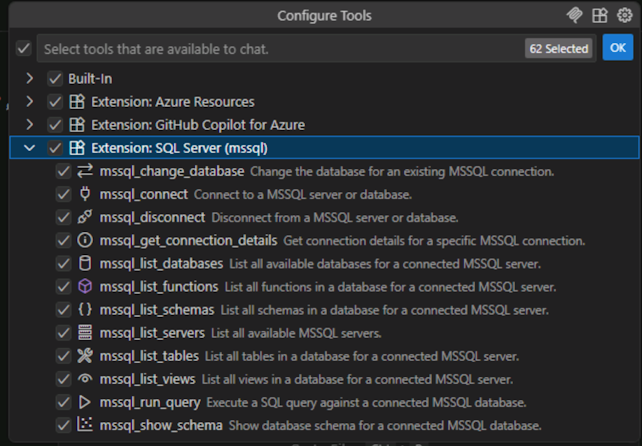 Configure Tools
Select tools that are available to chat. 62 Selected OK
Built-In
Extension: Azure Resources
Extension: GitHub Copilot for Azure
Extension: SQL Server (mssql)
mssql_change_database Change the database for an existing MSSQL connection.
mssql_connect Connect to a MSSQL server or database.
mssql_disconnect Disconnect from a MSSQL server or database.
mssql_get_connection_details Get connection details for a specific MSSQL connection.
mssql_list_databases List all available databases for a connected MSSQL server.
mssql_list_functions List all functions in a database for a connected MSSQL server.
mssql_list_schemas List all schemas in a database for a connected MSSQL server.
mssql_list_servers List all available MSSQL servers.
mssql_list_tables List all tables in a database for a connected MSSQL server.
mssql_list_views List all views in a database for a connected MSSQL server.
mssql_run_query Execute a SQL query against a connected MSSQL database.
mssql_show_schema Show database schema for a connected MSSQL database.